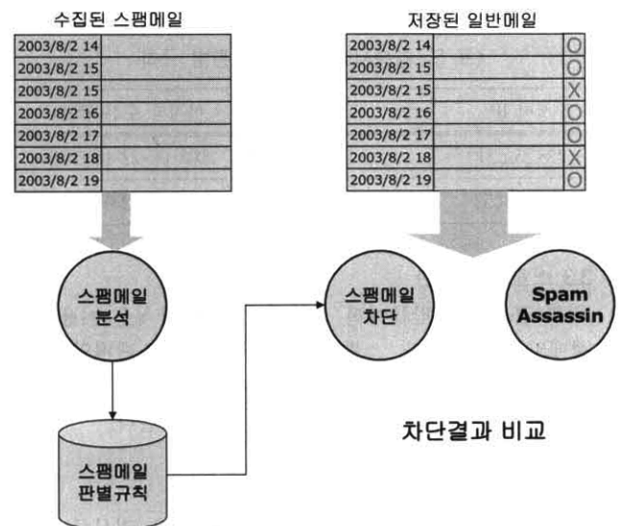 수집된 스팸메일
2003/8/2 14
2003/8/2 15
2003/8/2 15
2003/8/2 16
2003/8/2 17
2003/8/2 18
2003/8/2 19
저장된 일반메일
2003/8/2 14 O
2003/8/2 15 O
2003/8/2 15 X
2003/8/2 16 O
2003/8/2 17 O
2003/8/2 18 X
2003/8/2 19 O
스팸메일
분석
스팸메일
차단
Spam
Assassin
차단결과 비교
스팸메일
판별규칙